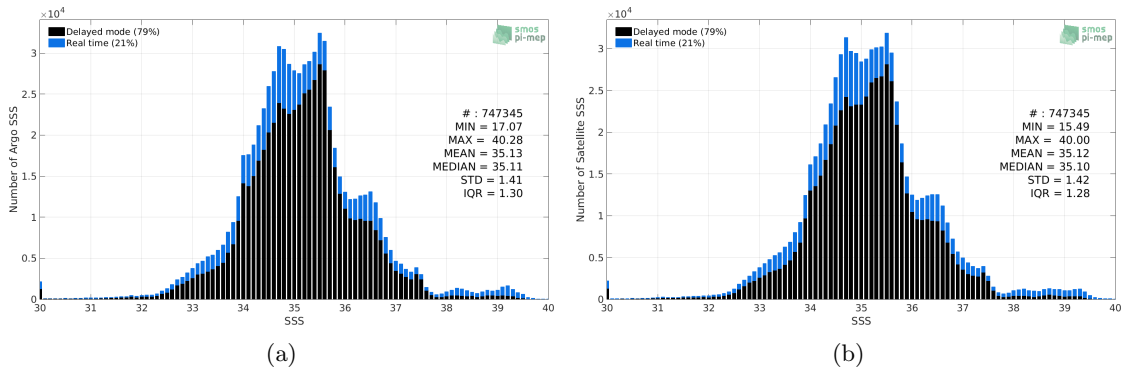 ×10⁴
Delayed mode (79%)
Real time (21%)
smos
pi-mep
# : 747345
MIN = 17.07
MAX = 40.28
MEAN = 35.13
MEDIAN = 35.11
STD = 1.41
IQR = 1.30
Number of Argo SSS
3
2.5
2
1.5
1
0.5
0
30 31 32 33 34 35 36 37 38 39 40
SSS
(a)
×10⁴
Delayed mode (79%)
Real time (21%)
smos
pi-mep
# : 747345
MIN = 15.49
MAX = 40.00
MEAN = 35.12
MEDIAN = 35.10
STD = 1.42
IQR = 1.28
Number of Satellite SSS
3
2.5
2
1.5
1
0.5
0
30 31 32 33 34 35 36 37 38 39 40
SSS
(b)